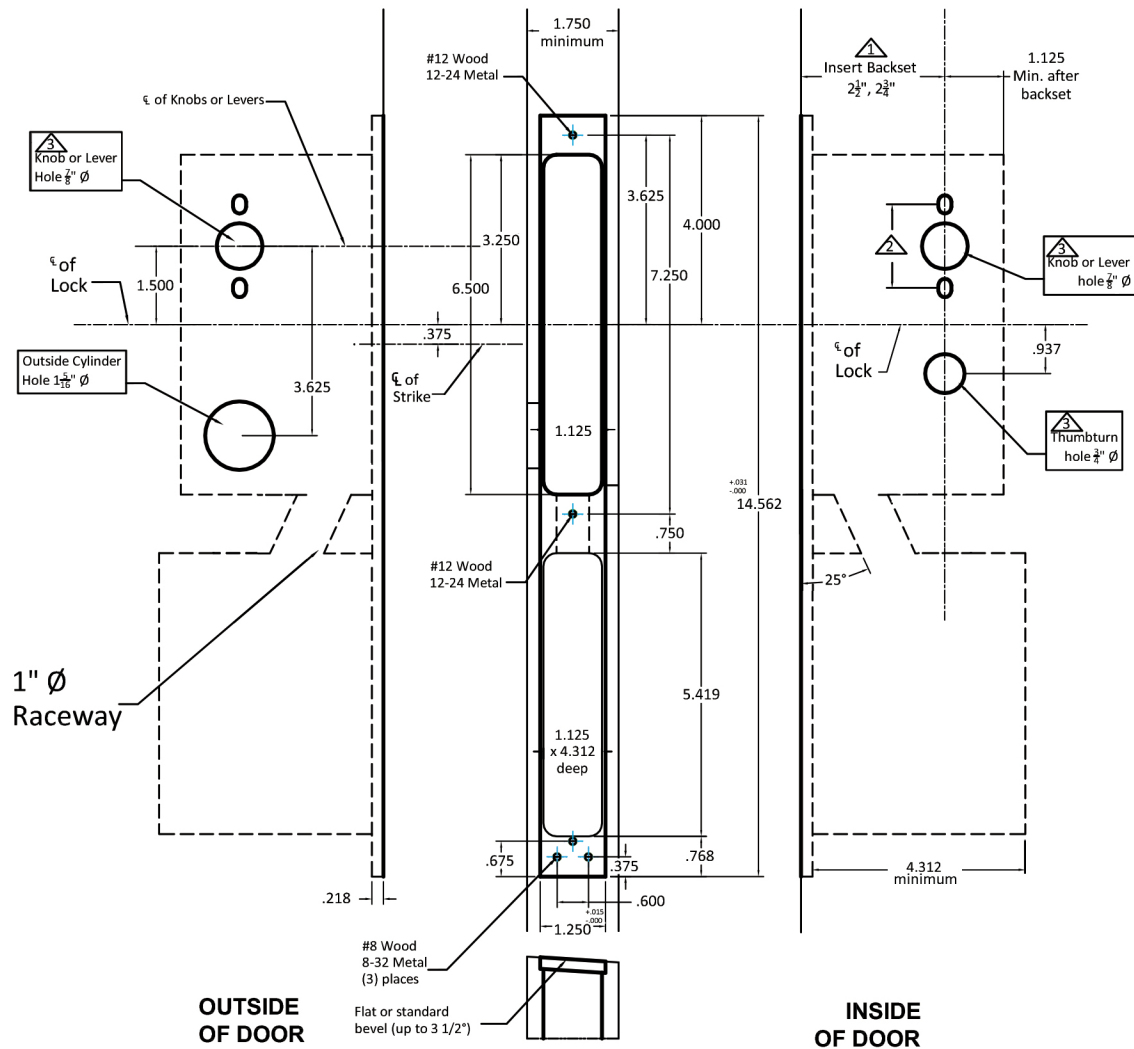 1.750
minimum
#12 Wood
12-24 Metal
1
Insert Backset
2 1/2", 2 3/4"
1.125
Min. after
backset
℄ of Knobs or Levers
3
Knob or Lever
Hole 7/8" Ø
3.625
4.000
3.250
7.250
6.500
2
3
Knob or Lever
hole 7/8" Ø
℄ of
Lock
1.500
.375
℄ of
Lock
.937
Outside Cylinder
Hole 1 5/16" Ø
3.625
℄ of
Strike
1.125
3
Thumbturn
hole 3/4" Ø
+.031
-.000
14.562
.750
#12 Wood
12-24 Metal
25°
1" Ø
Raceway
5.419
1.125
x 4.312
deep
.675
.375
.768
4.312
minimum
.218
.600
+.015
-.000
1.250
#8 Wood
8-32 Metal
(3) places
Flat or standard
bevel (up to 3 1/2°)
OUTSIDE
OF DOOR
INSIDE
OF DOOR